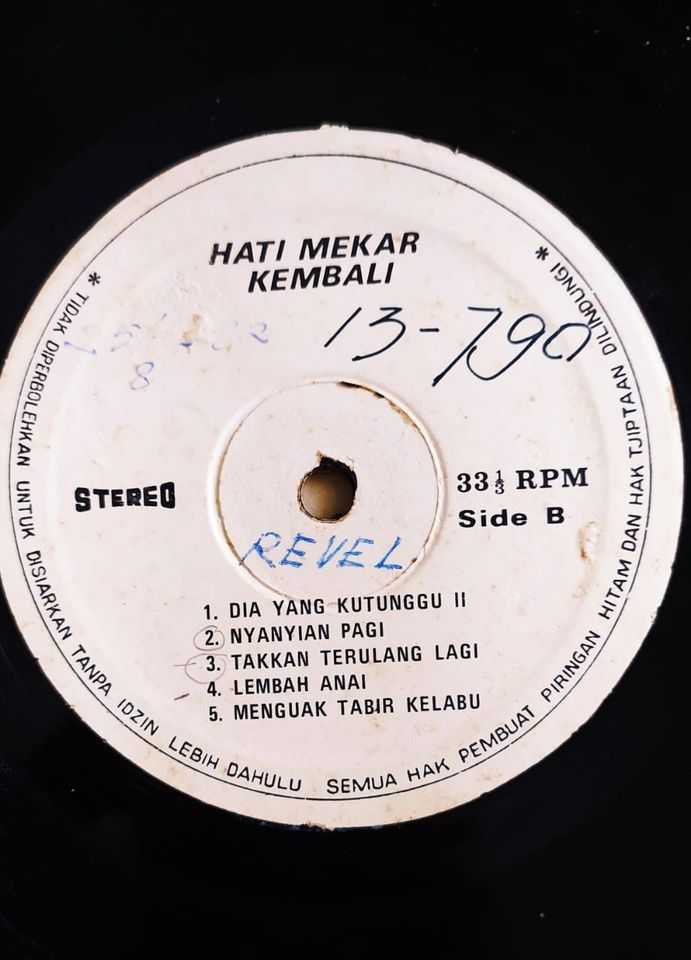 HATI MEKAR
KEMBALI
13-790
8
STEREO
33⅓ RPM
Side B
REVEL
1. DIA YANG KUTUNGGU II
2. NYANYIAN PAGI
3. TAKKAN TERULANG LAGI
4. LEMBAH ANAI
5. MENGUAK TABIR KELABU
* TIDAK DIPERBOLEHKAN UNTUK DISIARKAN TANPA IDZIN LEBIH DAHULU SEMUA HAK PEMBUAT PIRINGAN HITAM DAN HAK TJIPTAAN DILINDUNGI *